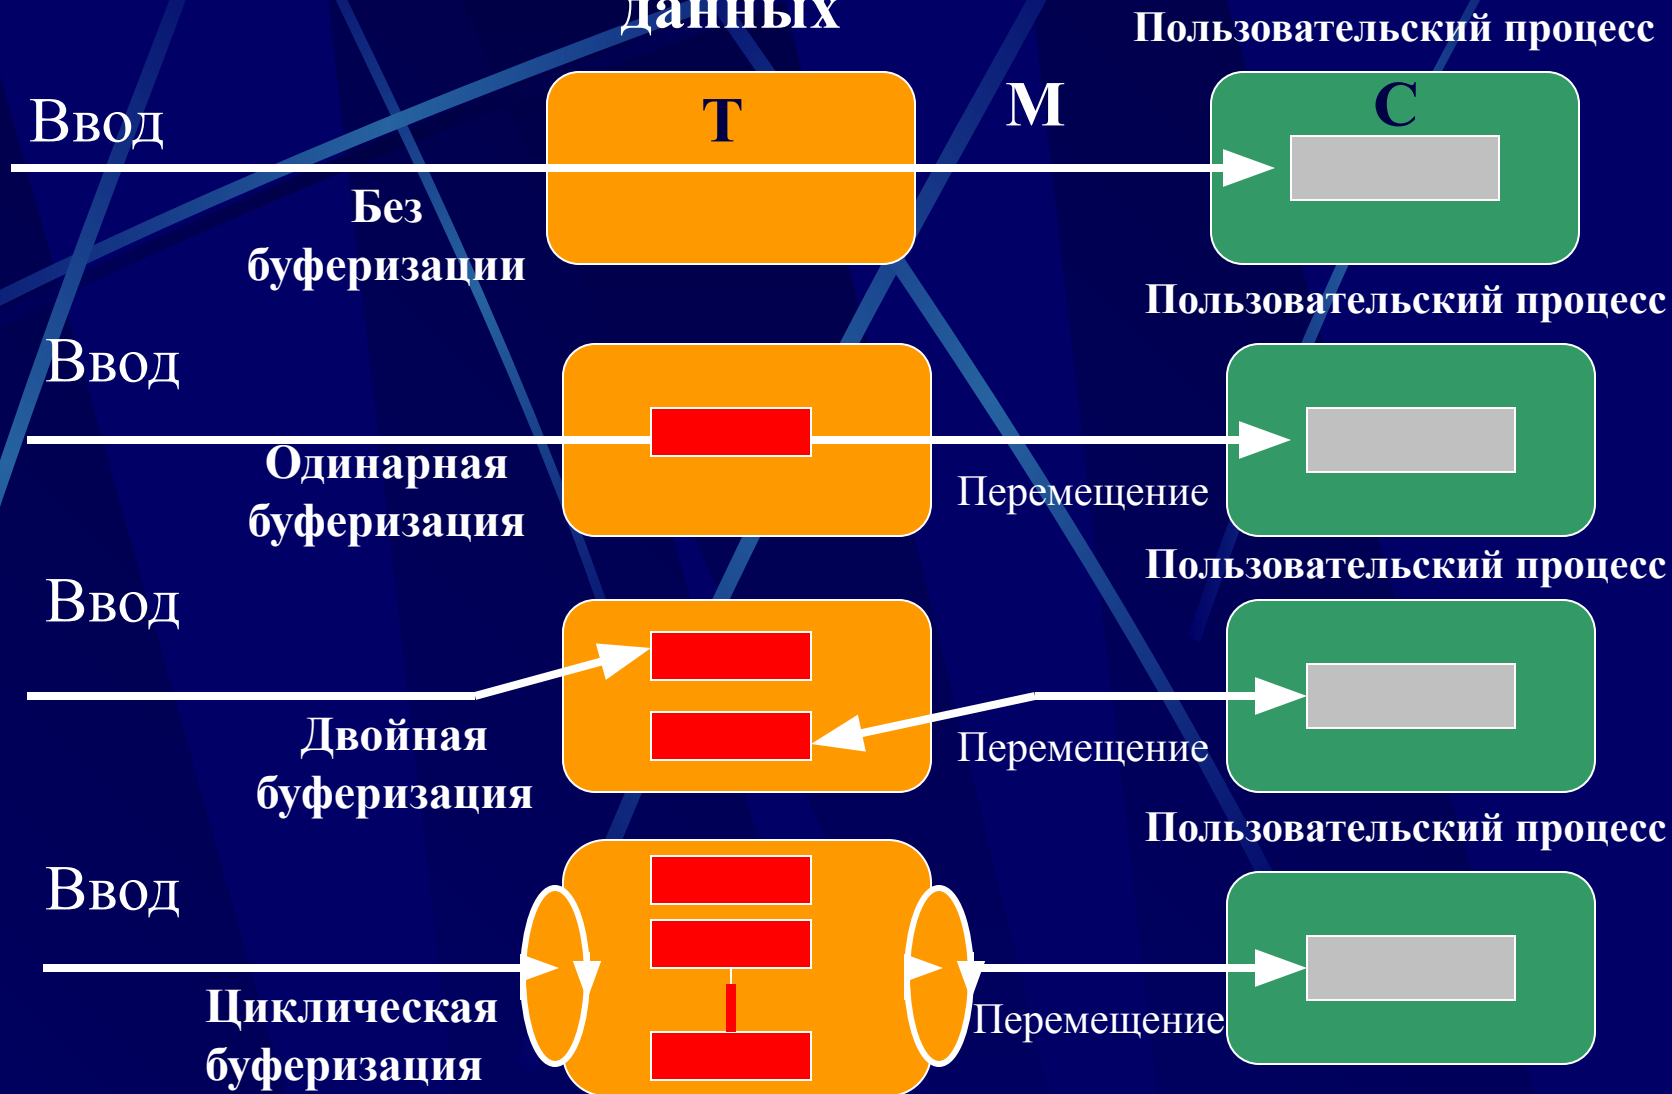 данных
Пользовательский процесс
Ввод
Т
М
С
Без
буферизации
Пользовательский процесс
Ввод
Одинарная
буферизация
Перемещение
Пользовательский процесс
Ввод
Двойная
буферизация
Перемещение
Пользовательский процесс
Ввод
Циклическая
буферизация
Перемещение